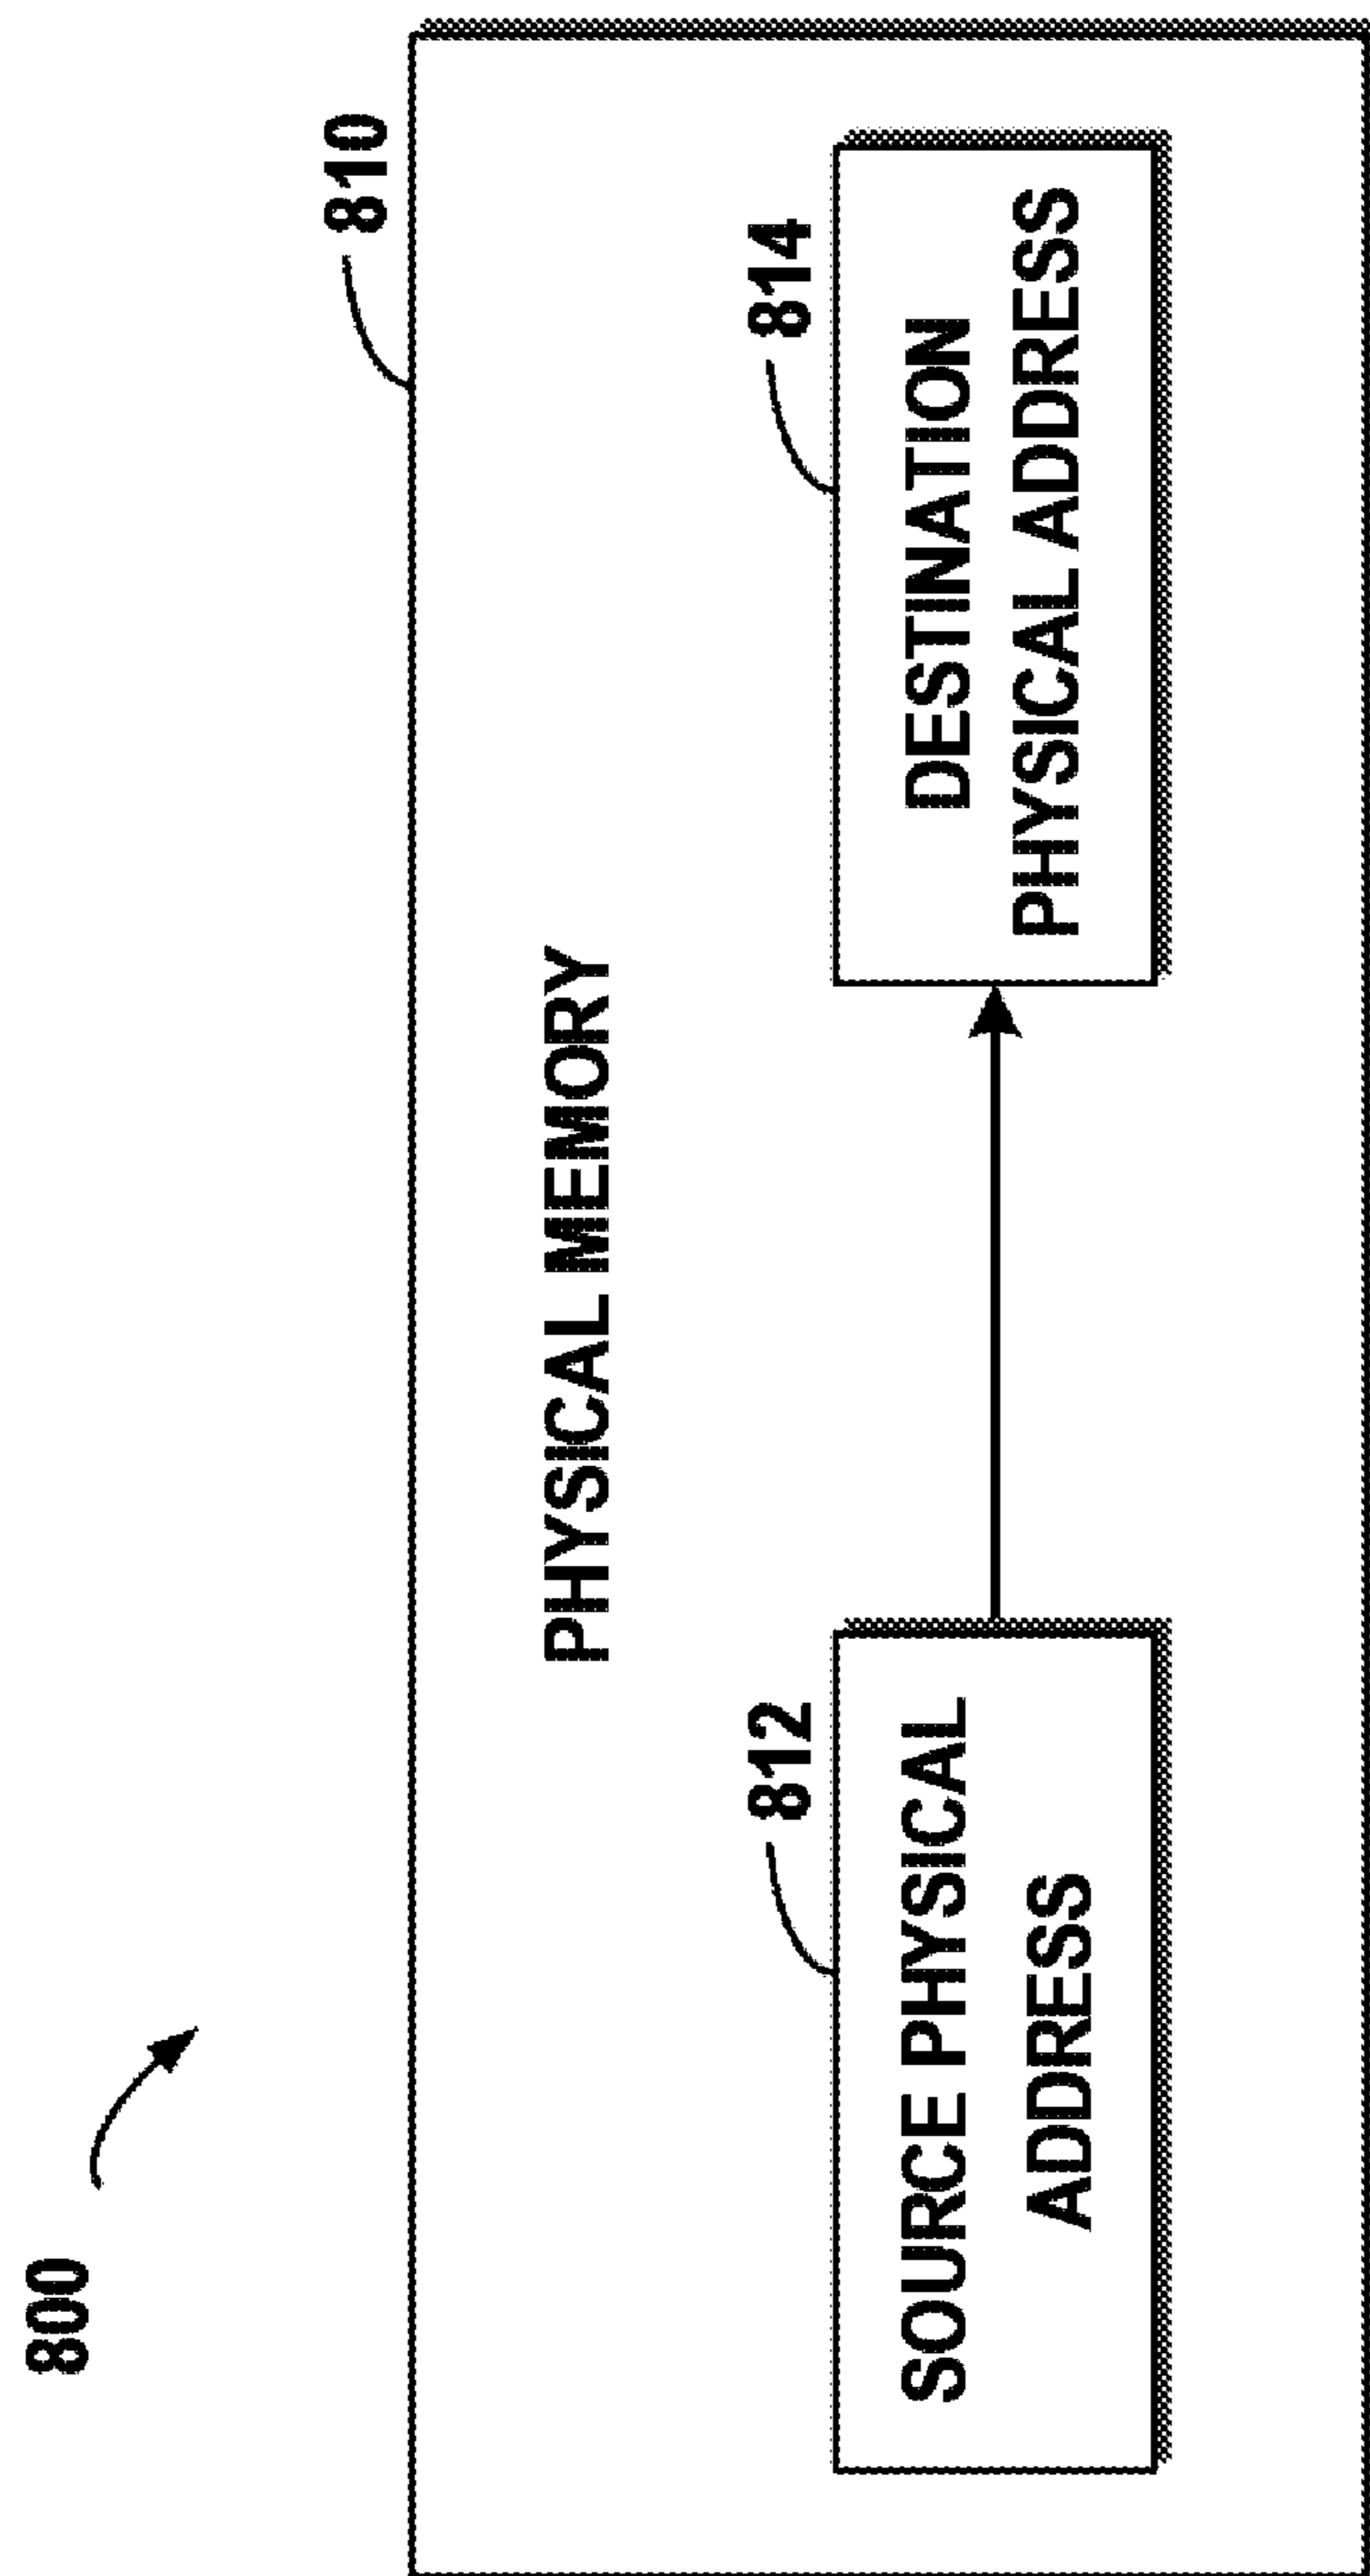 800
810
PHYSICAL MEMORY
812
SOURCE PHYSICAL
ADDRESS
814
DESTINATION
PHYSICAL ADDRESS